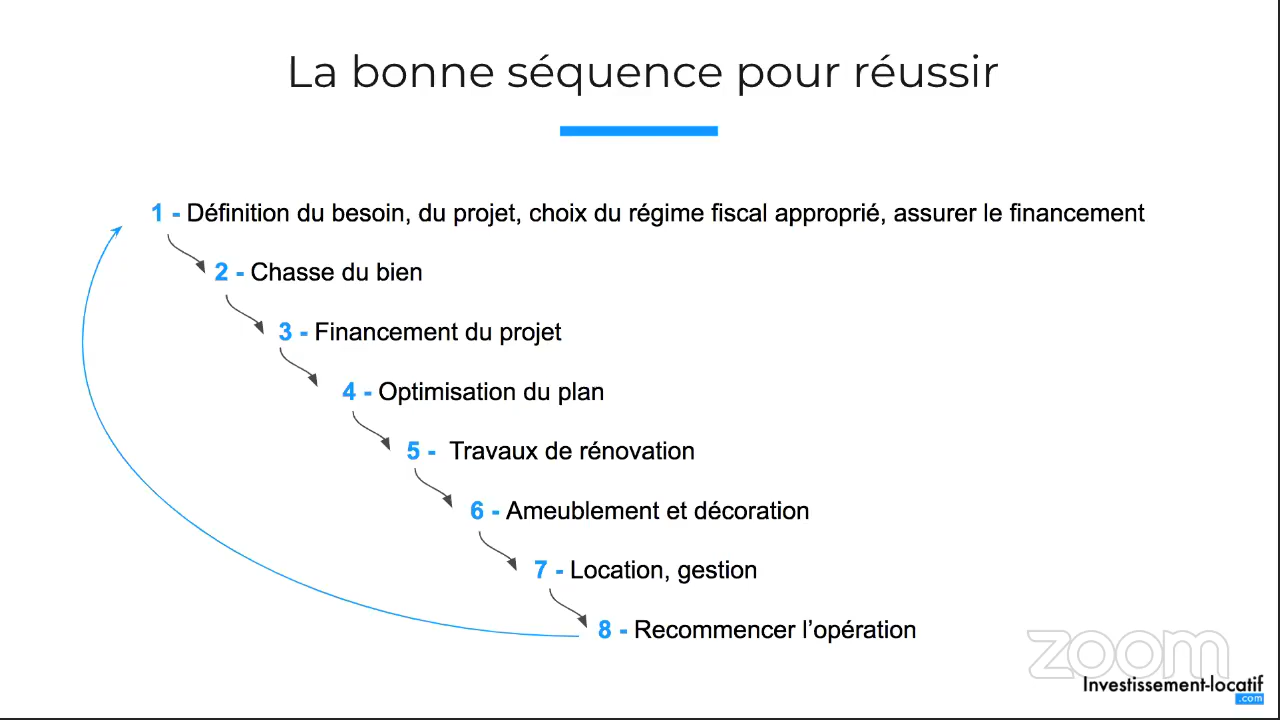 La bonne séquence pour réussir
1 - Définition du besoin, du projet, choix du régime fiscal approprié, assurer le financement
2 - Chasse du bien
3 - Financement du projet
4 - Optimisation du plan
5 - Travaux de rénovation
6 - Ameublement et décoration
7 - Location, gestion
8 - Recommencer l’opération
zoom
Investissement-locatif
.com